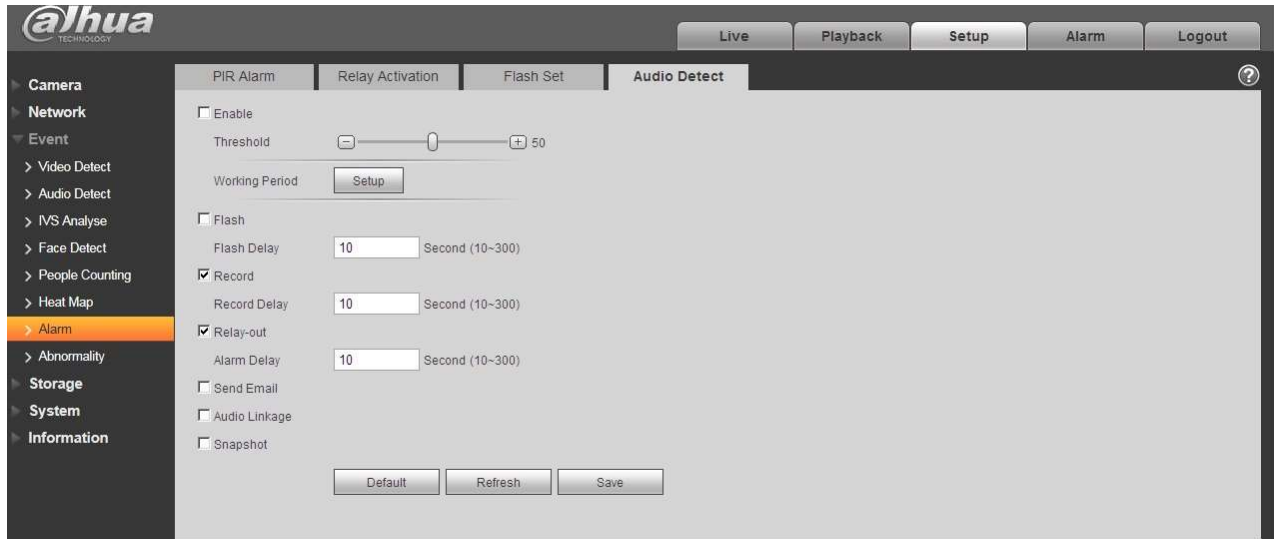 alhua
TECHNOLOGY
Live Playback Setup Alarm Logout
PIR Alarm Relay Activation Flash Set Audio Detect ?
Camera
Network
Event
> Video Detect
> Audio Detect
> IVS Analyse
> Face Detect
> People Counting
> Heat Map
> Alarm
> Abnormality
Storage
System
Information
Enable
Threshold - + 50
Working Period Setup
Flash
Flash Delay 10 Second (10~300)
Record
Record Delay 10 Second (10~300)
Relay-out
Alarm Delay 10 Second (10~300)
Send Email
Audio Linkage
Snapshot
Default Refresh Save